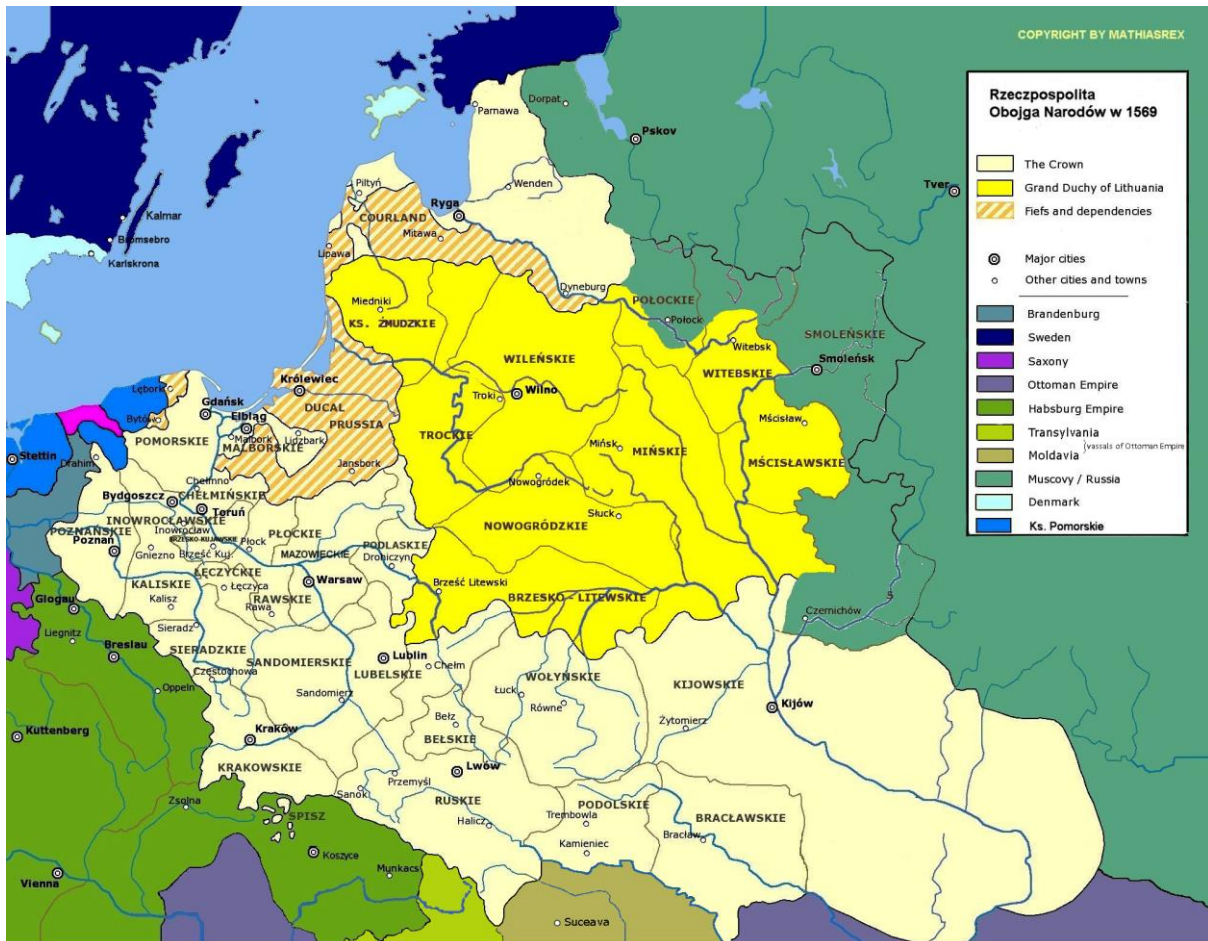 COPYRIGHT BY MATHIASREX
Rzeczpospolita
Obojga Narodów w 1569
The Crown
Grand Duchy of Lithuania
Fiefs and dependencies
Major cities
Other cities and towns
Brandenburg
Sweden
Saxony
Ottoman Empire
Habsburg Empire
Transylvania
(vassals of Ottoman Empire
Moldavia
Muscovy / Russia
Denmark
Ks. Pomorskie
Parnawa
Dorpat
Pskov
Tver
Piltyń
Wenden
Ryga
COURLAND
Mitawa
Kalmar
Bromsebro
Karlskrona
Lipawa
Dyneburg
Miedniki
KS. ŻMUDZKIE
POŁOCKIE
Połock
SMOLEŃSKIE
Smoleńsk
Witebsk
WITEBSKIE
WILEŃSKIE
Troki
Wilno
Królewiec
Lębork
Gdańsk
DUCAL
PRUSSIA
Bytów
Elbląg
Malbork
Lidzbark
POMORSKIE
MALBORSKIE
TROCKIE
Mińsk
MIŃSKIE
Mścisław
MŚCISŁAWSKIE
Stettin
Drahim
Jansbork
Chełmno
Nowogródek
Bydgoszcz
CHEŁMIŃSKIE
Toruń
Słuck
NOWOGRÓDZKIE
INOWROCŁAWSKIE
Inowrocław
POZNAŃSKIE
BRZESKO-KUJAWSKIE
PŁOCKIE
Poznań
Gniezno
Brześć Kuj.
Płock
MAZOWIECKIE
PODLASKIE
Drohiczyn
ŁĘCZYCKIE
KALISKIE
Łęczyca
Warsaw
Brześć Litewski
BRZESKO - LITEWSKIE
Kalisz
RAWSKIE
Rawa
Glogau
Liegnitz
Sieradz
Czernichów
Breslau
SIERADZKIE
SANDOMIERSKIE
Lublin
Chełm
LUBELSKIE
Częstochowa
WOŁYŃSKIE
KIJOWSKIE
Oppeln
Sandomierz
Łuck
Równe
Kijów
Żytomierz
Bełz
BEŁSKIE
Kuttenberg
Kraków
KRAKOWSKIE
Lwów
Przemyśl
Sanok
RUSKIE
Zsolna
SPISZ
Halicz
PODOLSKIE
Trembowla
BRACŁAWSKIE
Bracław
Kamieniec
Koszyce
Munkacs
Vienna
Suceava